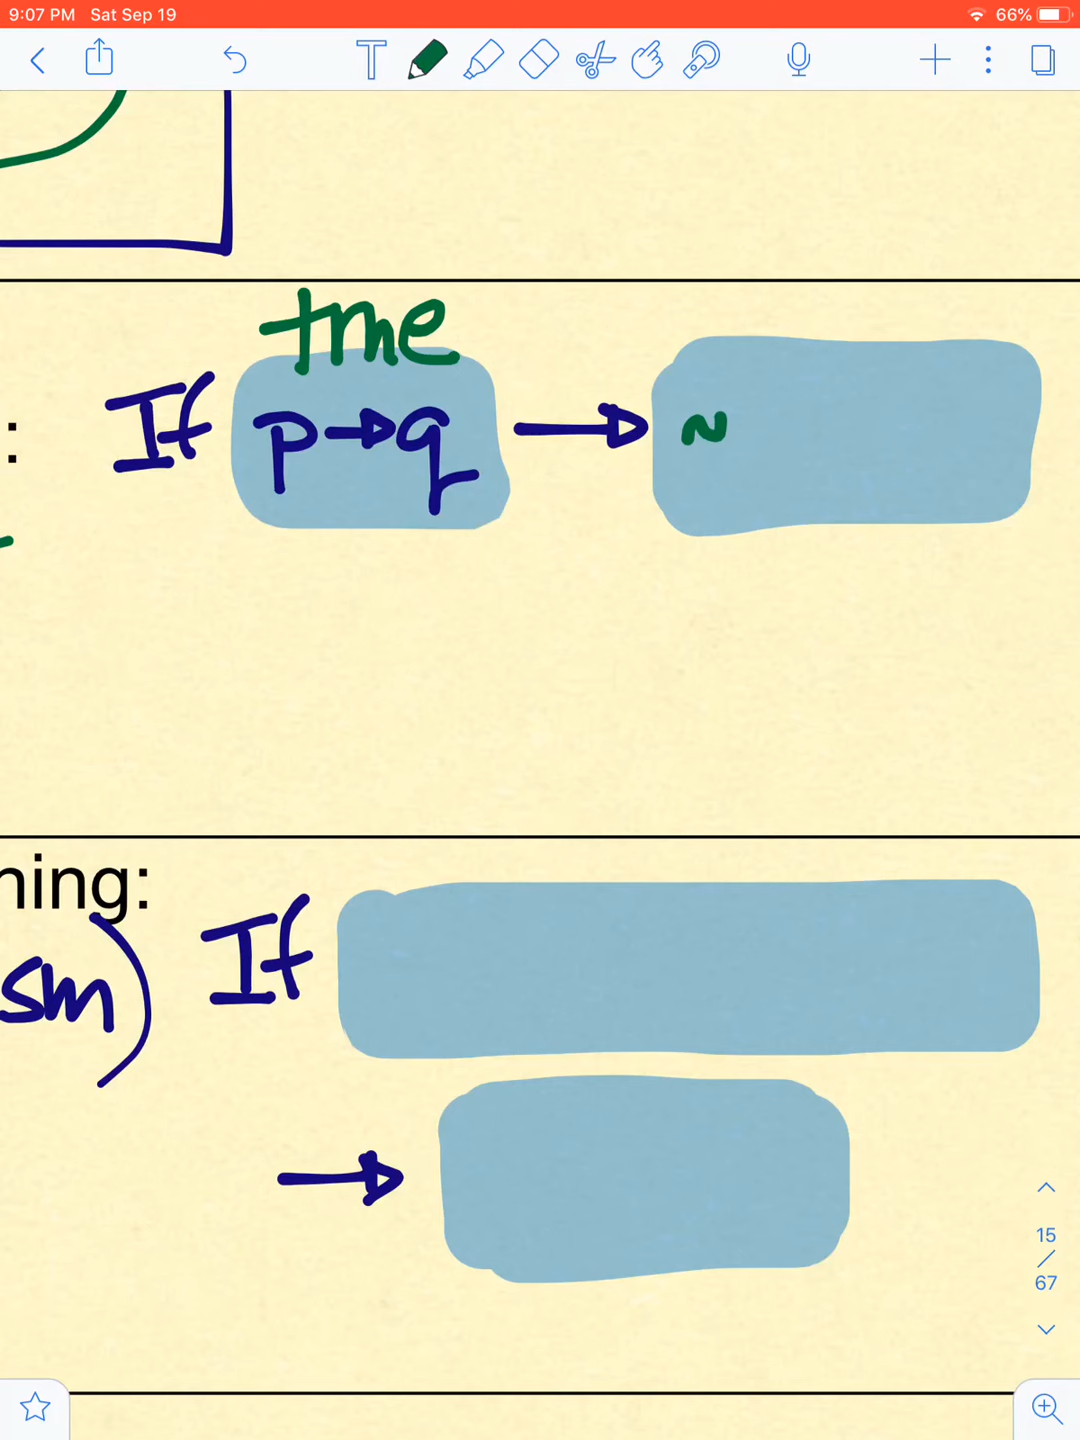 9:07 PM Sat Sep 19 66%
T
true
: If p→q → ~
ning:
sm) If
→
15
/
67